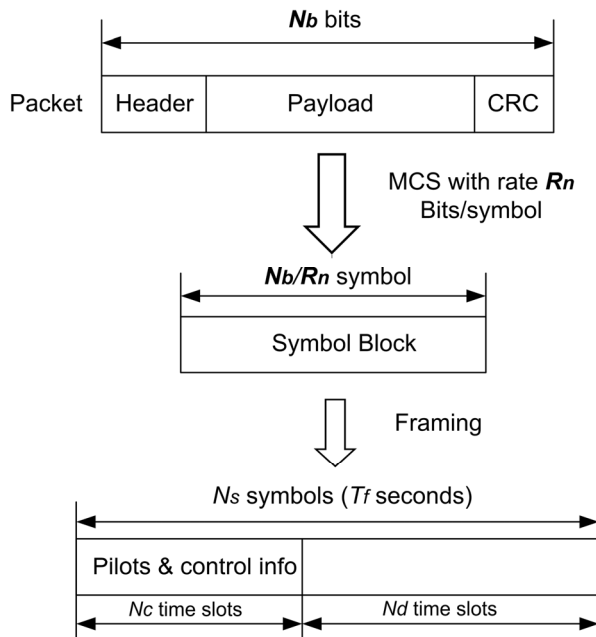 Nb bits
Packet Header Payload CRC
MCS with rate Rn
Bits/symbol
Nb/Rn symbol
Symbol Block
Framing
Ns symbols (Tf seconds)
Pilots & control info
Nc time slots Nd time slots